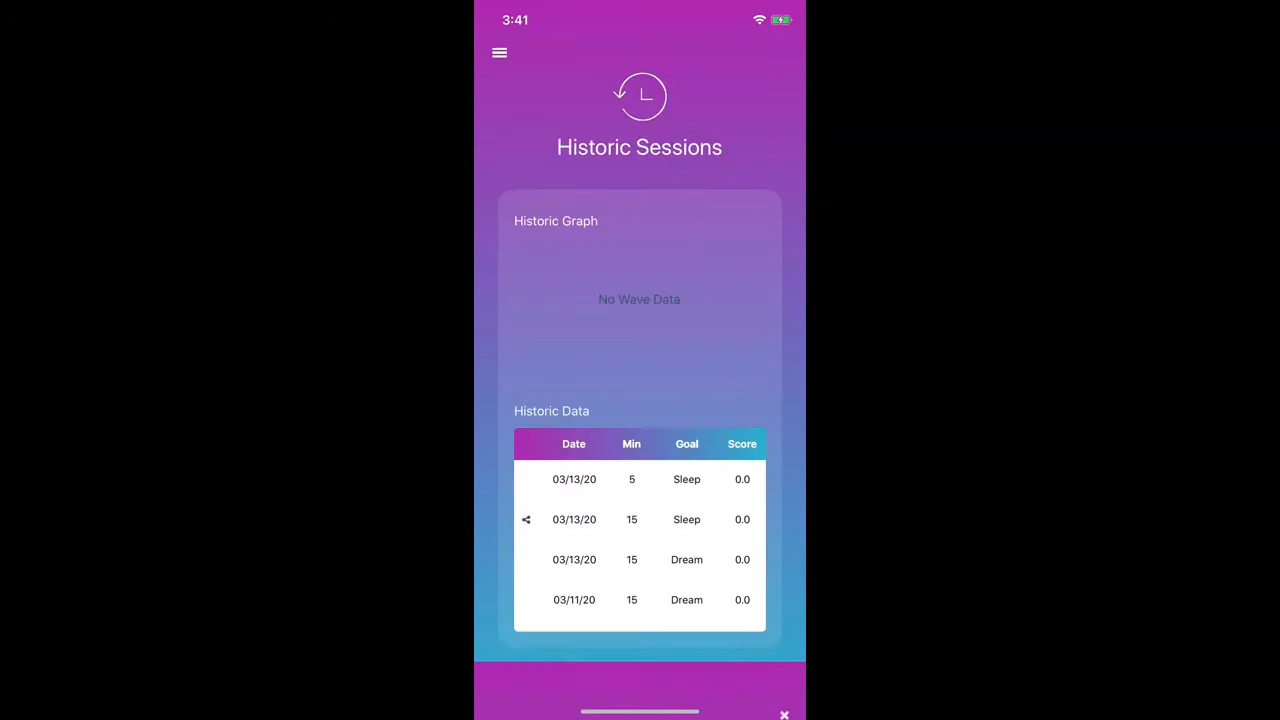 3:41
Historic Sessions
Historic Graph
No Wave Data
Historic Data
Date Min Goal Score
03/13/20 5 Sleep 0.0
03/13/20 15 Sleep 0.0
03/13/20 15 Dream 0.0
03/11/20 15 Dream 0.0